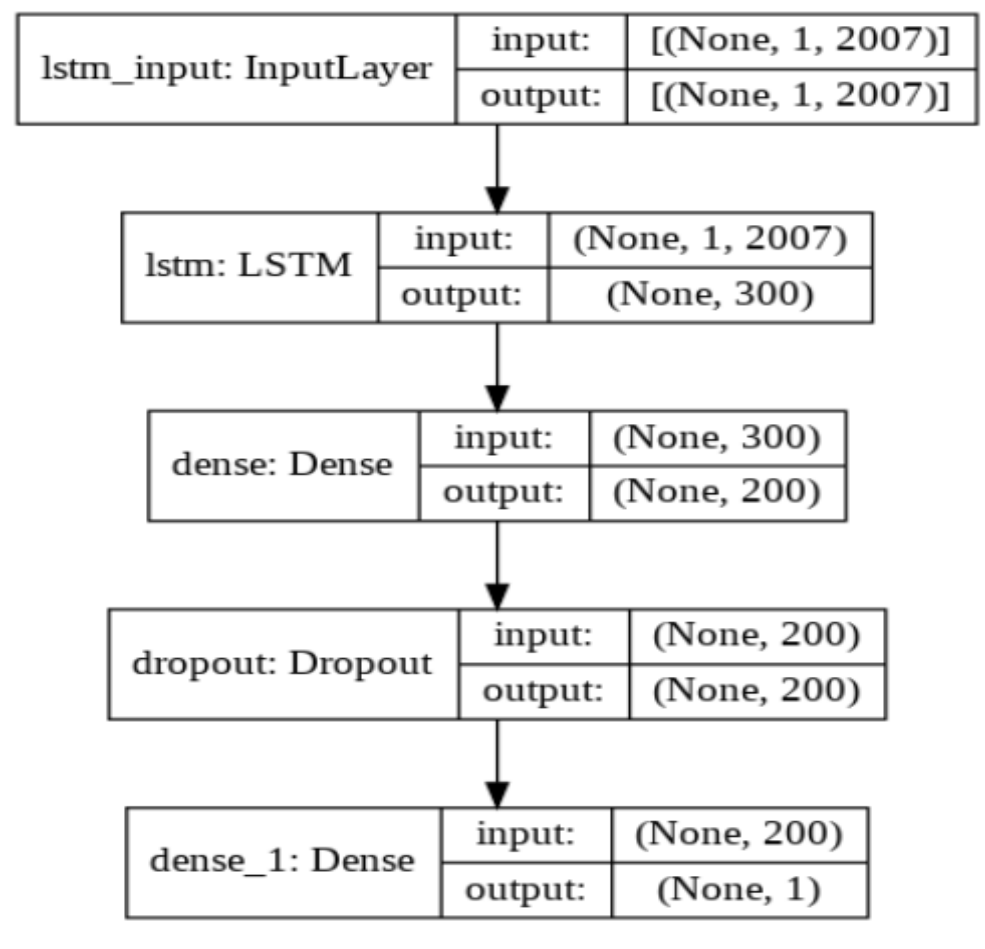 lstm_input: InputLayer
input: [(None, 1, 2007)]
output: [(None, 1, 2007)]
lstm: LSTM
input: (None, 1, 2007)
output: (None, 300)
dense: Dense
input: (None, 300)
output: (None, 200)
dropout: Dropout
input: (None, 200)
output: (None, 200)
dense_1: Dense
input: (None, 200)
output: (None, 1)